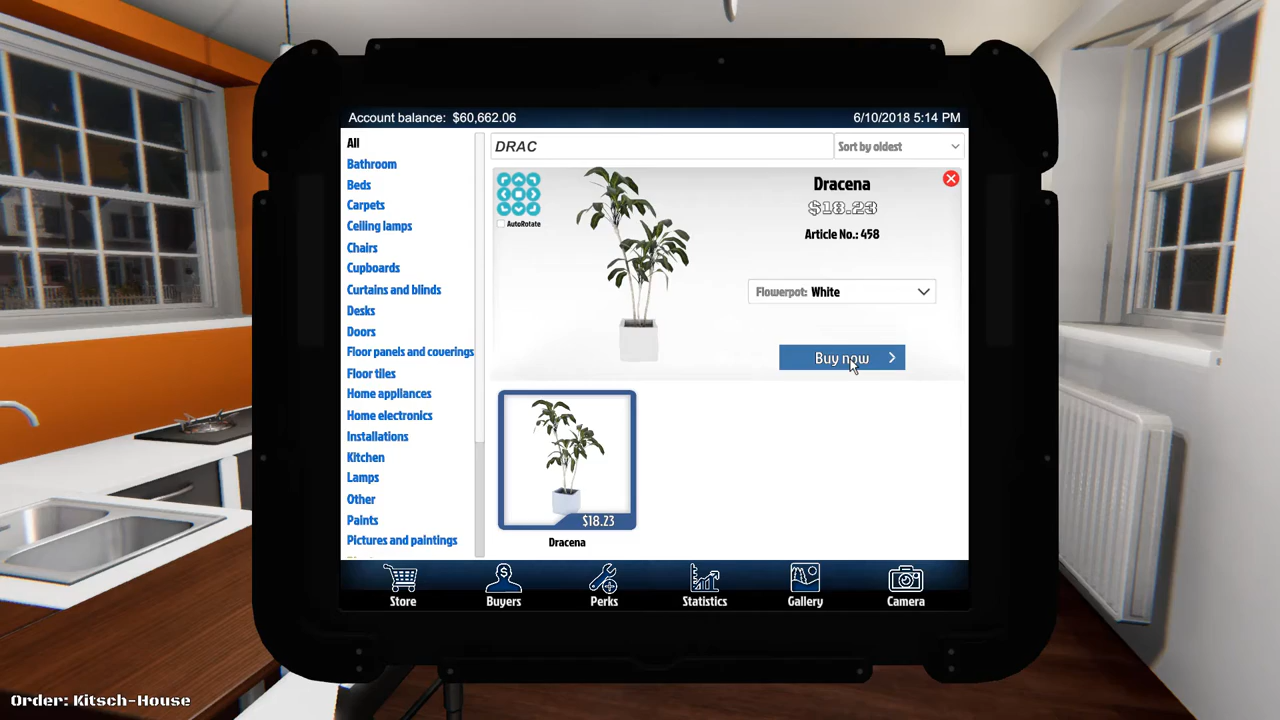 Account balance: $60,662.06
6/10/2018 5:14 PM
All
Bathroom
Beds
Carpets
Ceiling lamps
Chairs
Cupboards
Curtains and blinds
Desks
Doors
Floor panels and coverings
Floor tiles
Home appliances
Home electronics
Installations
Kitchen
Lamps
Other
Paints
Pictures and paintings
DRAC
Sort by oldest
AutoRotate
Dracena
$18.23
Article No.: 458
Flowerpot: White
Buy now
$18.23
Dracena
Store
Buyers
Perks
Statistics
Gallery
Camera
Order: Kitsch-House